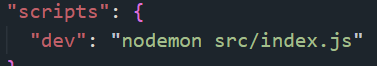 "scripts": {
"dev": "nodemon src/index.js"
}